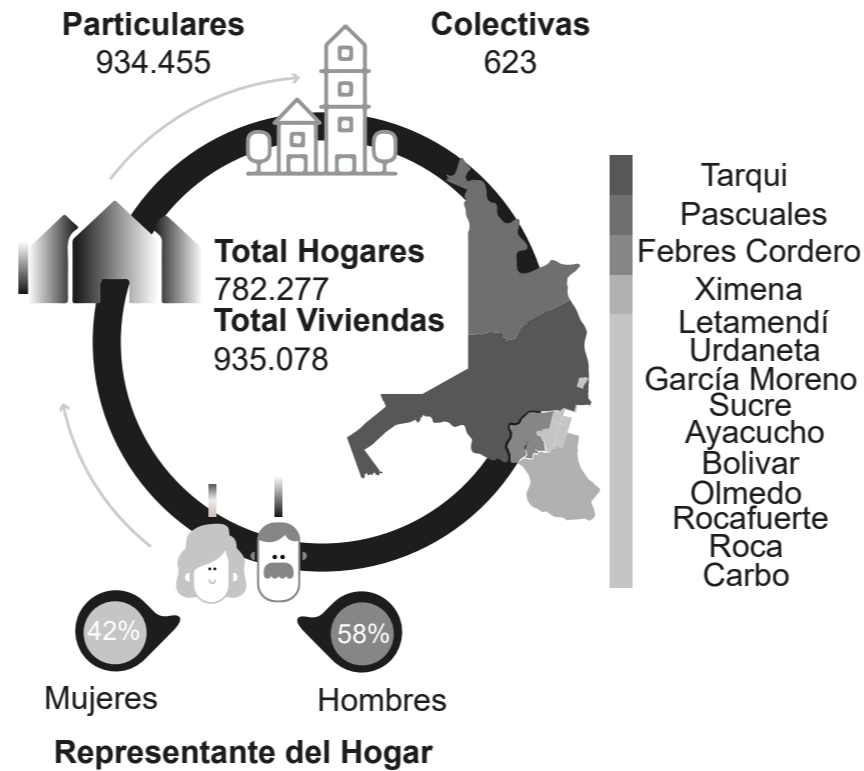 Particulares
934.455
Colectivas
623
Total Hogares
782.277
Total Viviendas
935.078
Tarqui
Pascuales
Febres Cordero
Ximena
Letamendí
Urdaneta
García Moreno
Sucre
Ayacucho
Bolivar
Olmedo
Rocafuerte
Roca
Carbo
42%
58%
Mujeres
Hombres
Representante del Hogar